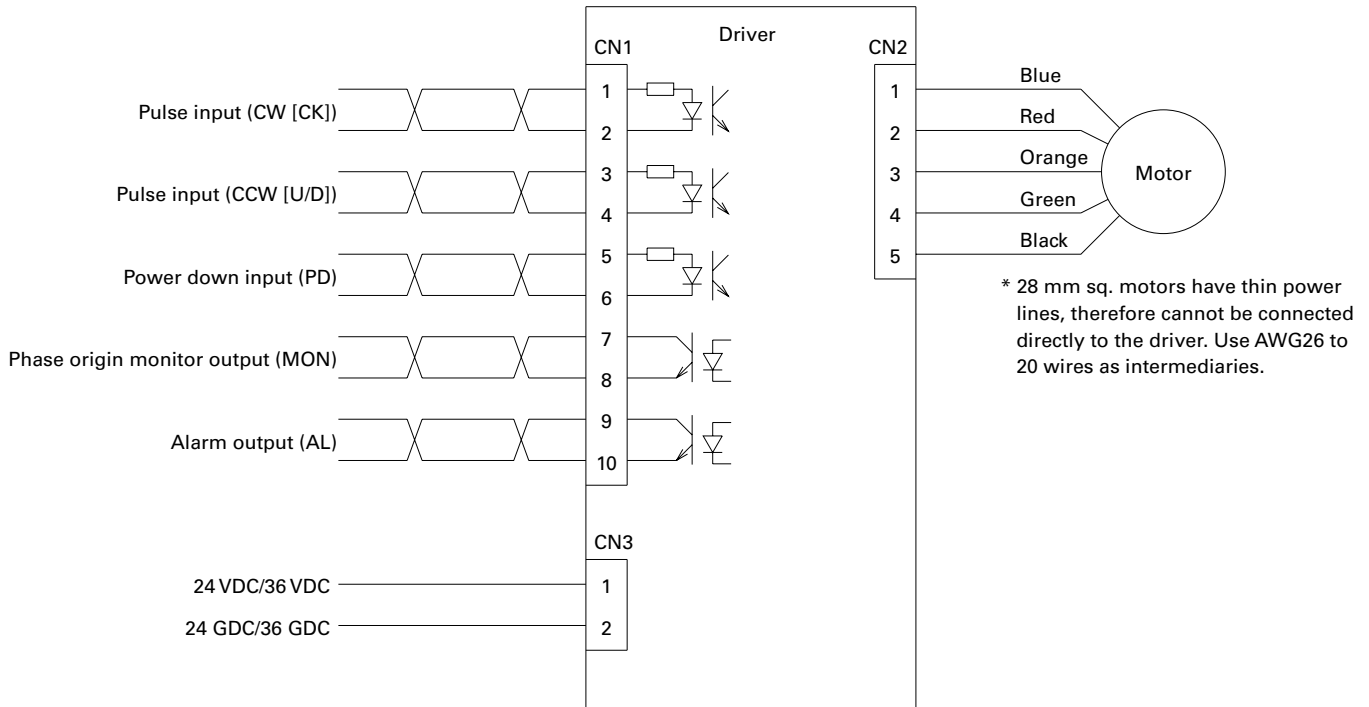 Driver
CN1
CN2
Pulse input (CW [CK])
1
2
Pulse input (CCW [U/D])
3
4
Power down input (PD)
5
6
Phase origin monitor output (MON)
7
8
Alarm output (AL)
9
10
1
Blue
2
Red
3
Orange
4
Green
5
Black
Motor
* 28 mm sq. motors have thin power
lines, therefore cannot be connected
directly to the driver. Use AWG26 to
20 wires as intermediaries.
CN3
24 VDC/36 VDC
1
24 GDC/36 GDC
2